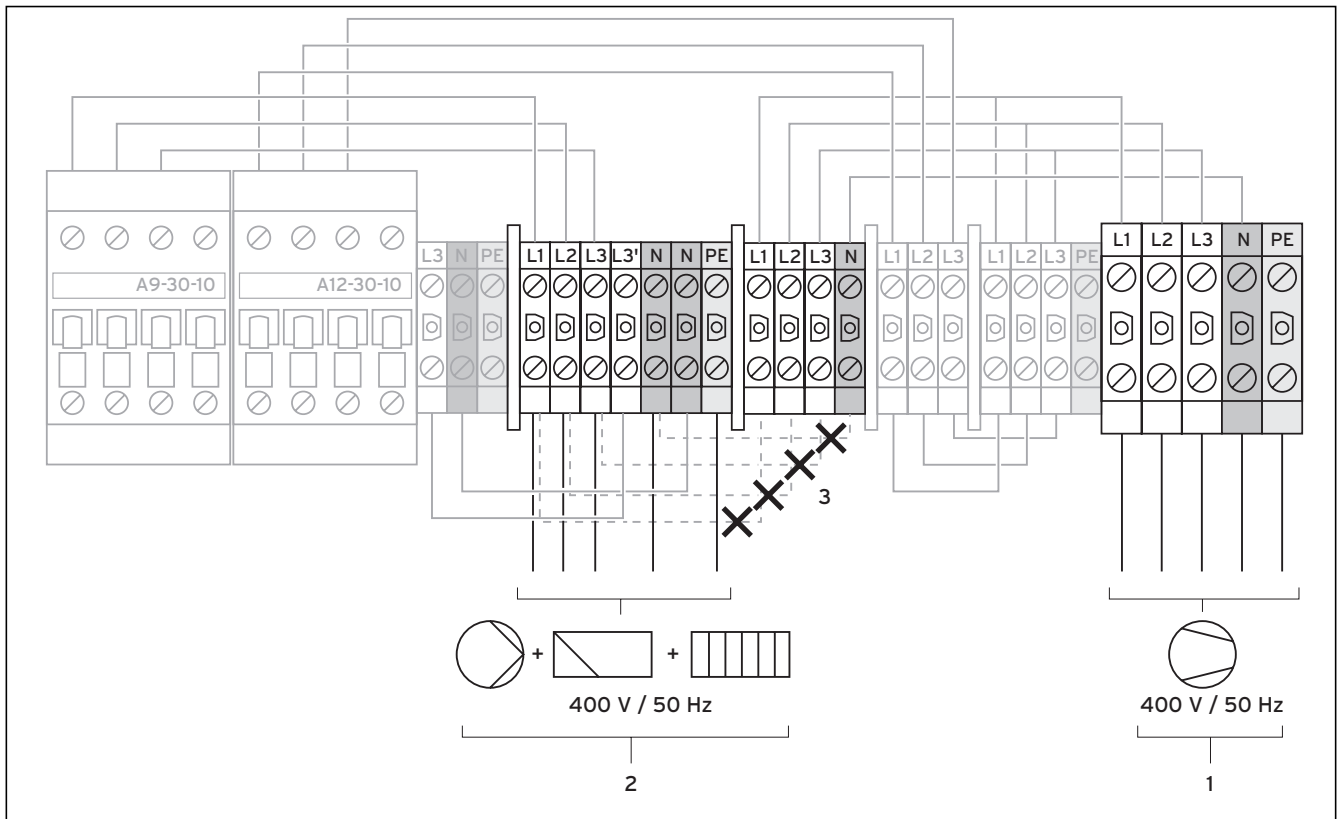 L3 N PE L1 L2 L3 L3' N N PE L1 L2 L3 N L1 L2 L3 L1 L2 L3 PE L1 L2 L3 N PE
A9-30-10 A12-30-10
3
+ +
400 V / 50 Hz 400 V / 50 Hz
2 1